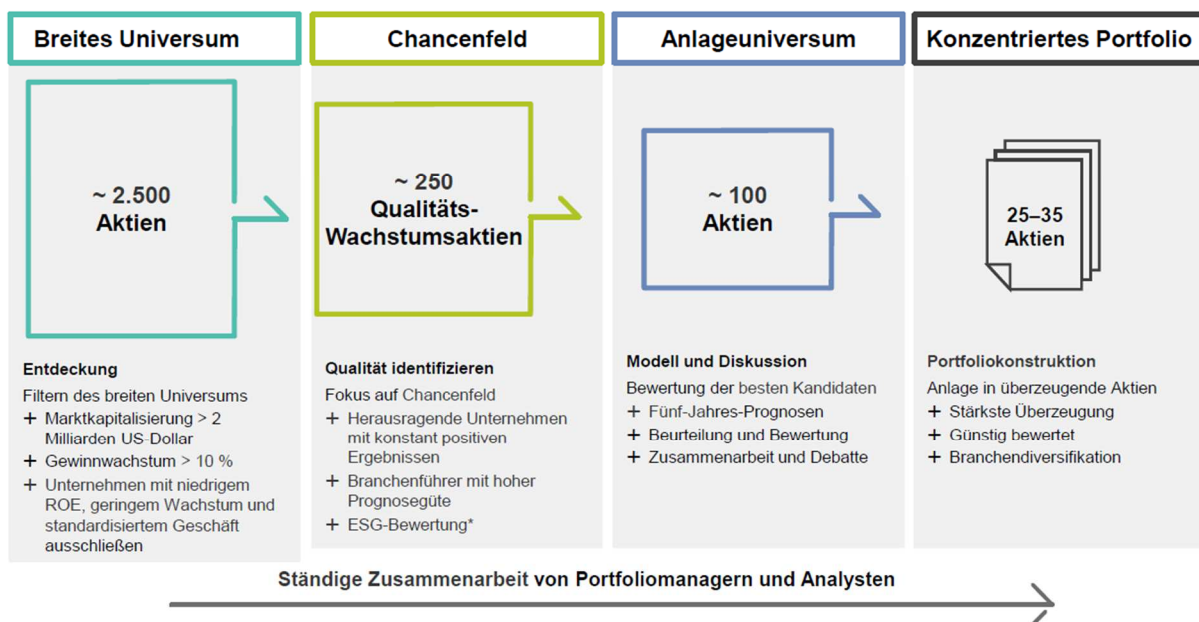 Breites Universum
~ 2.500
Aktien
Entdeckung
Filtern des breiten Universums
+ Marktkapitalisierung > 2
Milliarden US-Dollar
+ Gewinnwachstum > 10 %
+ Unternehmen mit niedrigem
ROE, geringem Wachstum und
standardisiertem Geschäft
ausschließen
Chancenfeld
~ 250
Qualitäts-
Wachstumsaktien
Qualität identifizieren
Fokus auf Chancenfeld
+ Herausragende Unternehmen
mit konstant positiven
Ergebnissen
+ Branchenführer mit hoher
Prognosegüte
+ ESG-Bewertung*
Anlageuniversum
~ 100
Aktien
Modell und Diskussion
Bewertung der besten Kandidaten
+ Fünf-Jahres-Prognosen
+ Beurteilung und Bewertung
+ Zusammenarbeit und Debatte
Konzentriertes Portfolio
25–35
Aktien
Portfoliokonstruktion
Anlage in überzeugende Aktien
+ Stärkste Überzeugung
+ Günstig bewertet
+ Branchendiversifikation
Ständige Zusammenarbeit von Portfoliomanagern und Analysten